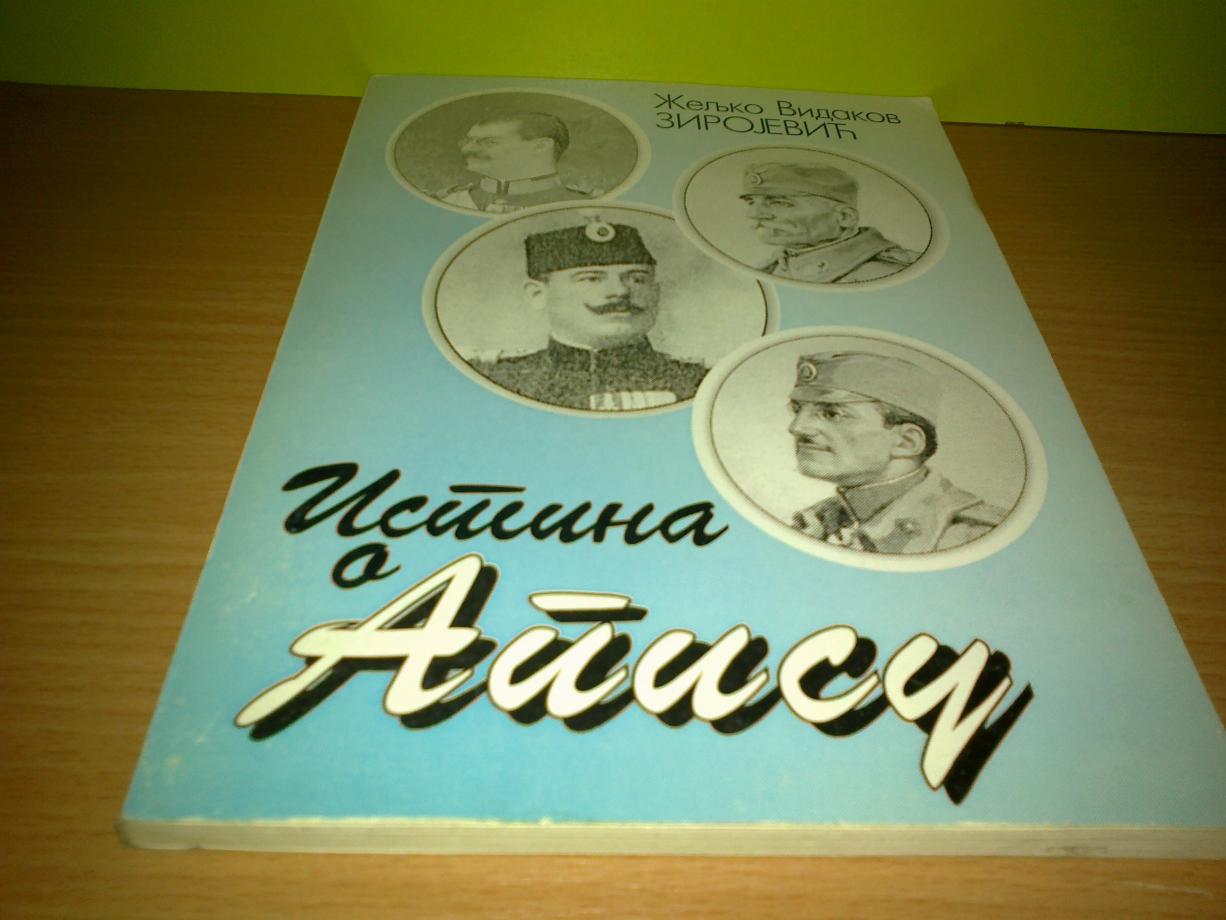 Жељко Видаков
ЗИРОЈЕВИЋ
Истина
о
Апису